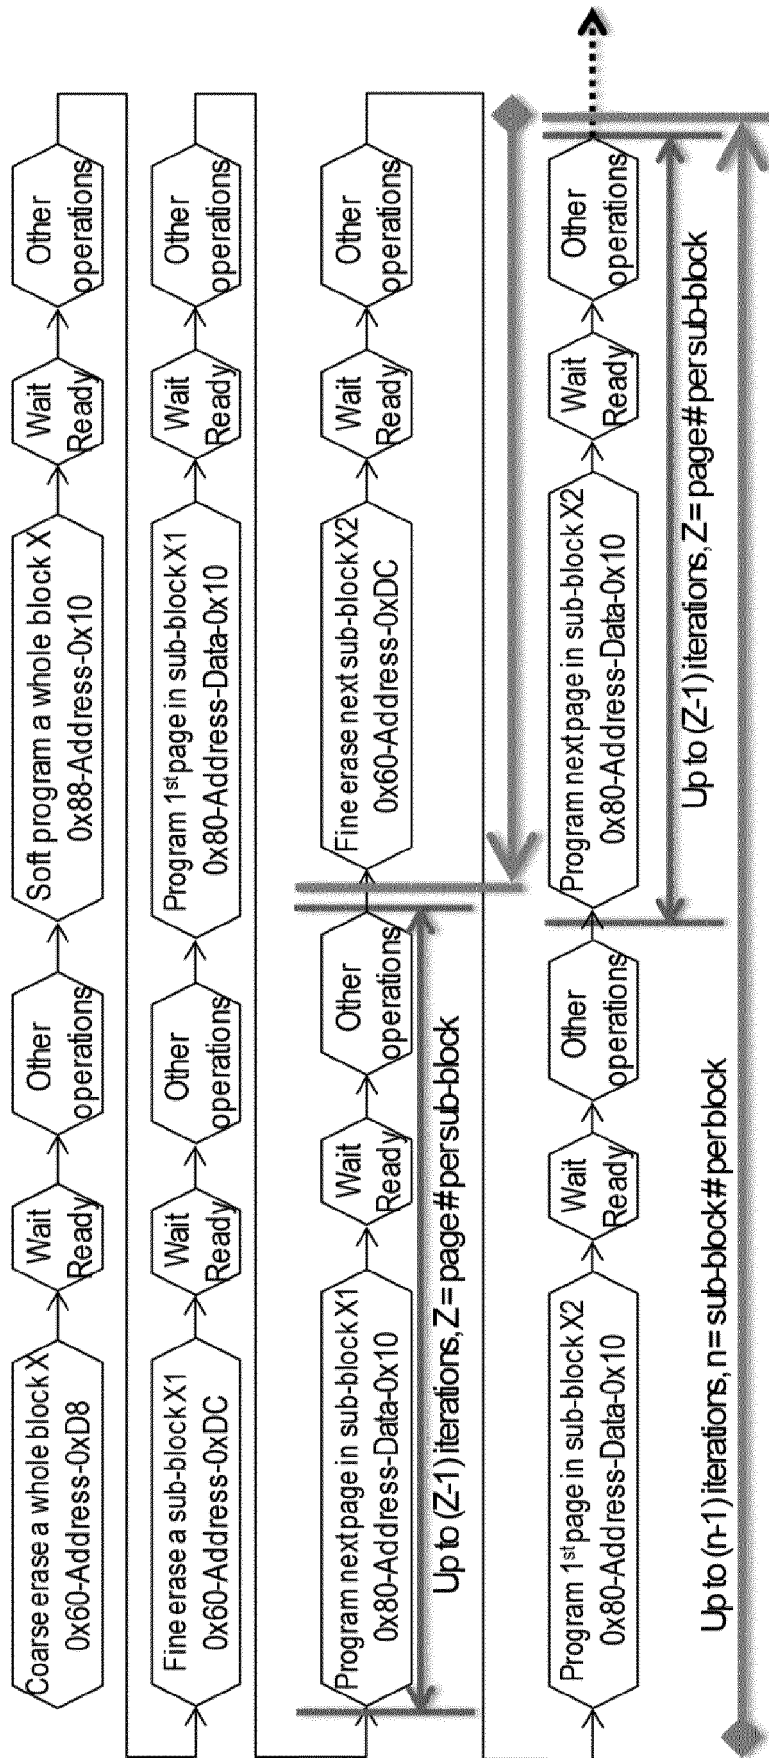 Coarse erase a whole block X
0x60-Address-0xD8
Wait
Ready
Other
operations
Soft program a whole block X
0x88-Address-0x10
Wait
Ready
Other
operations
Fine erase a sub-block X1
0x60-Address-0xDC
Wait
Ready
Other
operations
Program 1st page in sub-block X1
0x80-Address-Data-0x10
Wait
Ready
Other
operations
Program next page in sub-block X1
0x80-Address-Data-0x10
Wait
Ready
Other
operations
Fine erase next sub-block X2
0x60-Address-0xDC
Wait
Ready
Other
operations
Up to (Z-1) iterations, Z = page# per sub-block
Program 1st page in sub-block X2
0x80-Address-Data-0x10
Wait
Ready
Other
operations
Program next page in sub-block X2
0x80-Address-Data-0x10
Wait
Ready
Other
operations
Up to (Z-1) iterations, Z = page# per sub-block
Up to (n-1) iterations, n = sub-block# per block